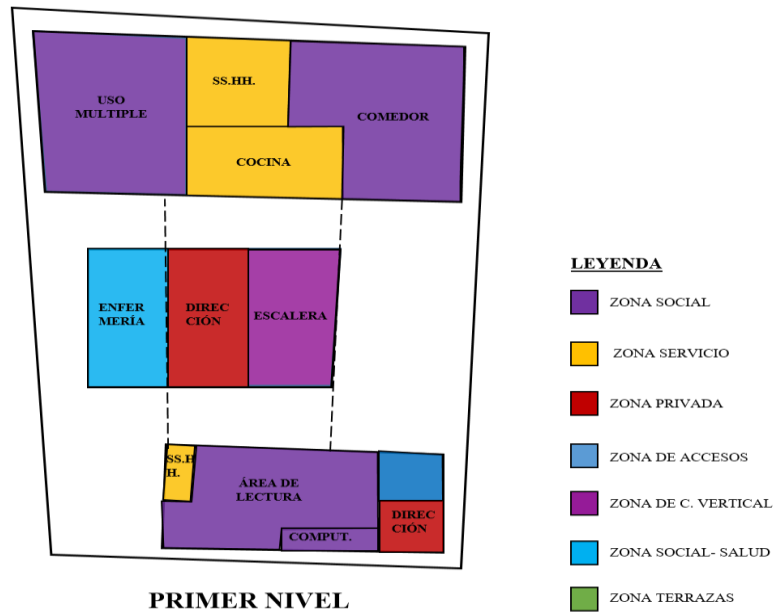 SS.HH.
USO
MULTIPLE
COMEDOR
COCINA
ENFER
MERÍA
DIREC
CIÓN
ESCALERA
SS.H
H.
ÁREA DE
LECTURA
COMPUT.
DIREC
CIÓN
PRIMER NIVEL
LEYENDA
ZONA SOCIAL
ZONA SERVICIO
ZONA PRIVADA
ZONA DE ACCESOS
ZONA DE C. VERTICAL
ZONA SOCIAL- SALUD
ZONA TERRAZAS